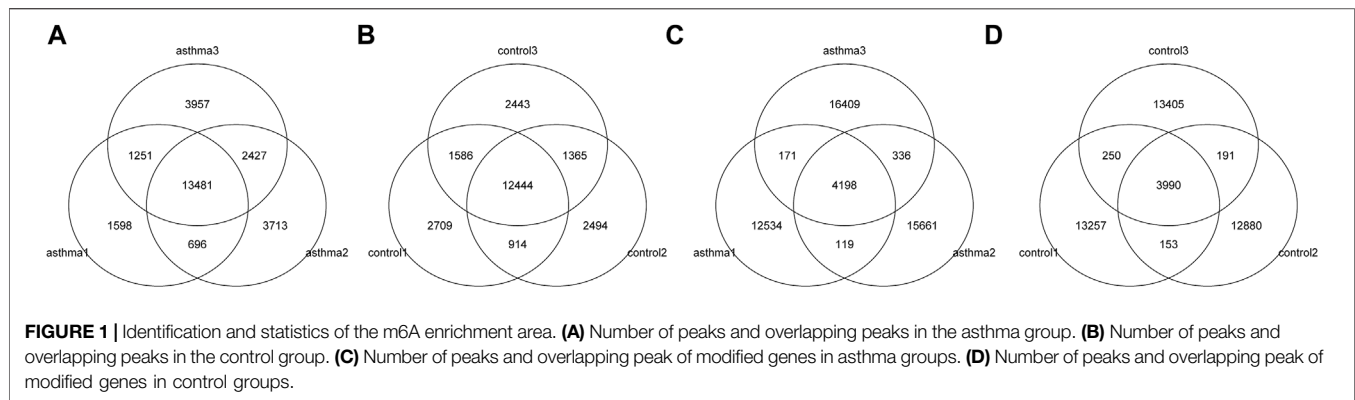 A
B
C
D
asthma3
control3
asthma3
control3
3957
2443
16409
13405
1251
2427
1586
1365
171
336
250
191
13481
12444
4198
3990
1598
3713
2709
2494
12534
15661
13257
12880
asthma1
696
asthma2
control1
914
control2
asthma1
119
asthma2
control1
153
control2
FIGURE 1 | Identification and statistics of the m6A enrichment area. (A) Number of peaks and overlapping peaks in the asthma group. (B) Number of peaks and
overlapping peaks in the control group. (C) Number of peaks and overlapping peak of modified genes in asthma groups. (D) Number of peaks and overlapping peak of
modified genes in control groups.